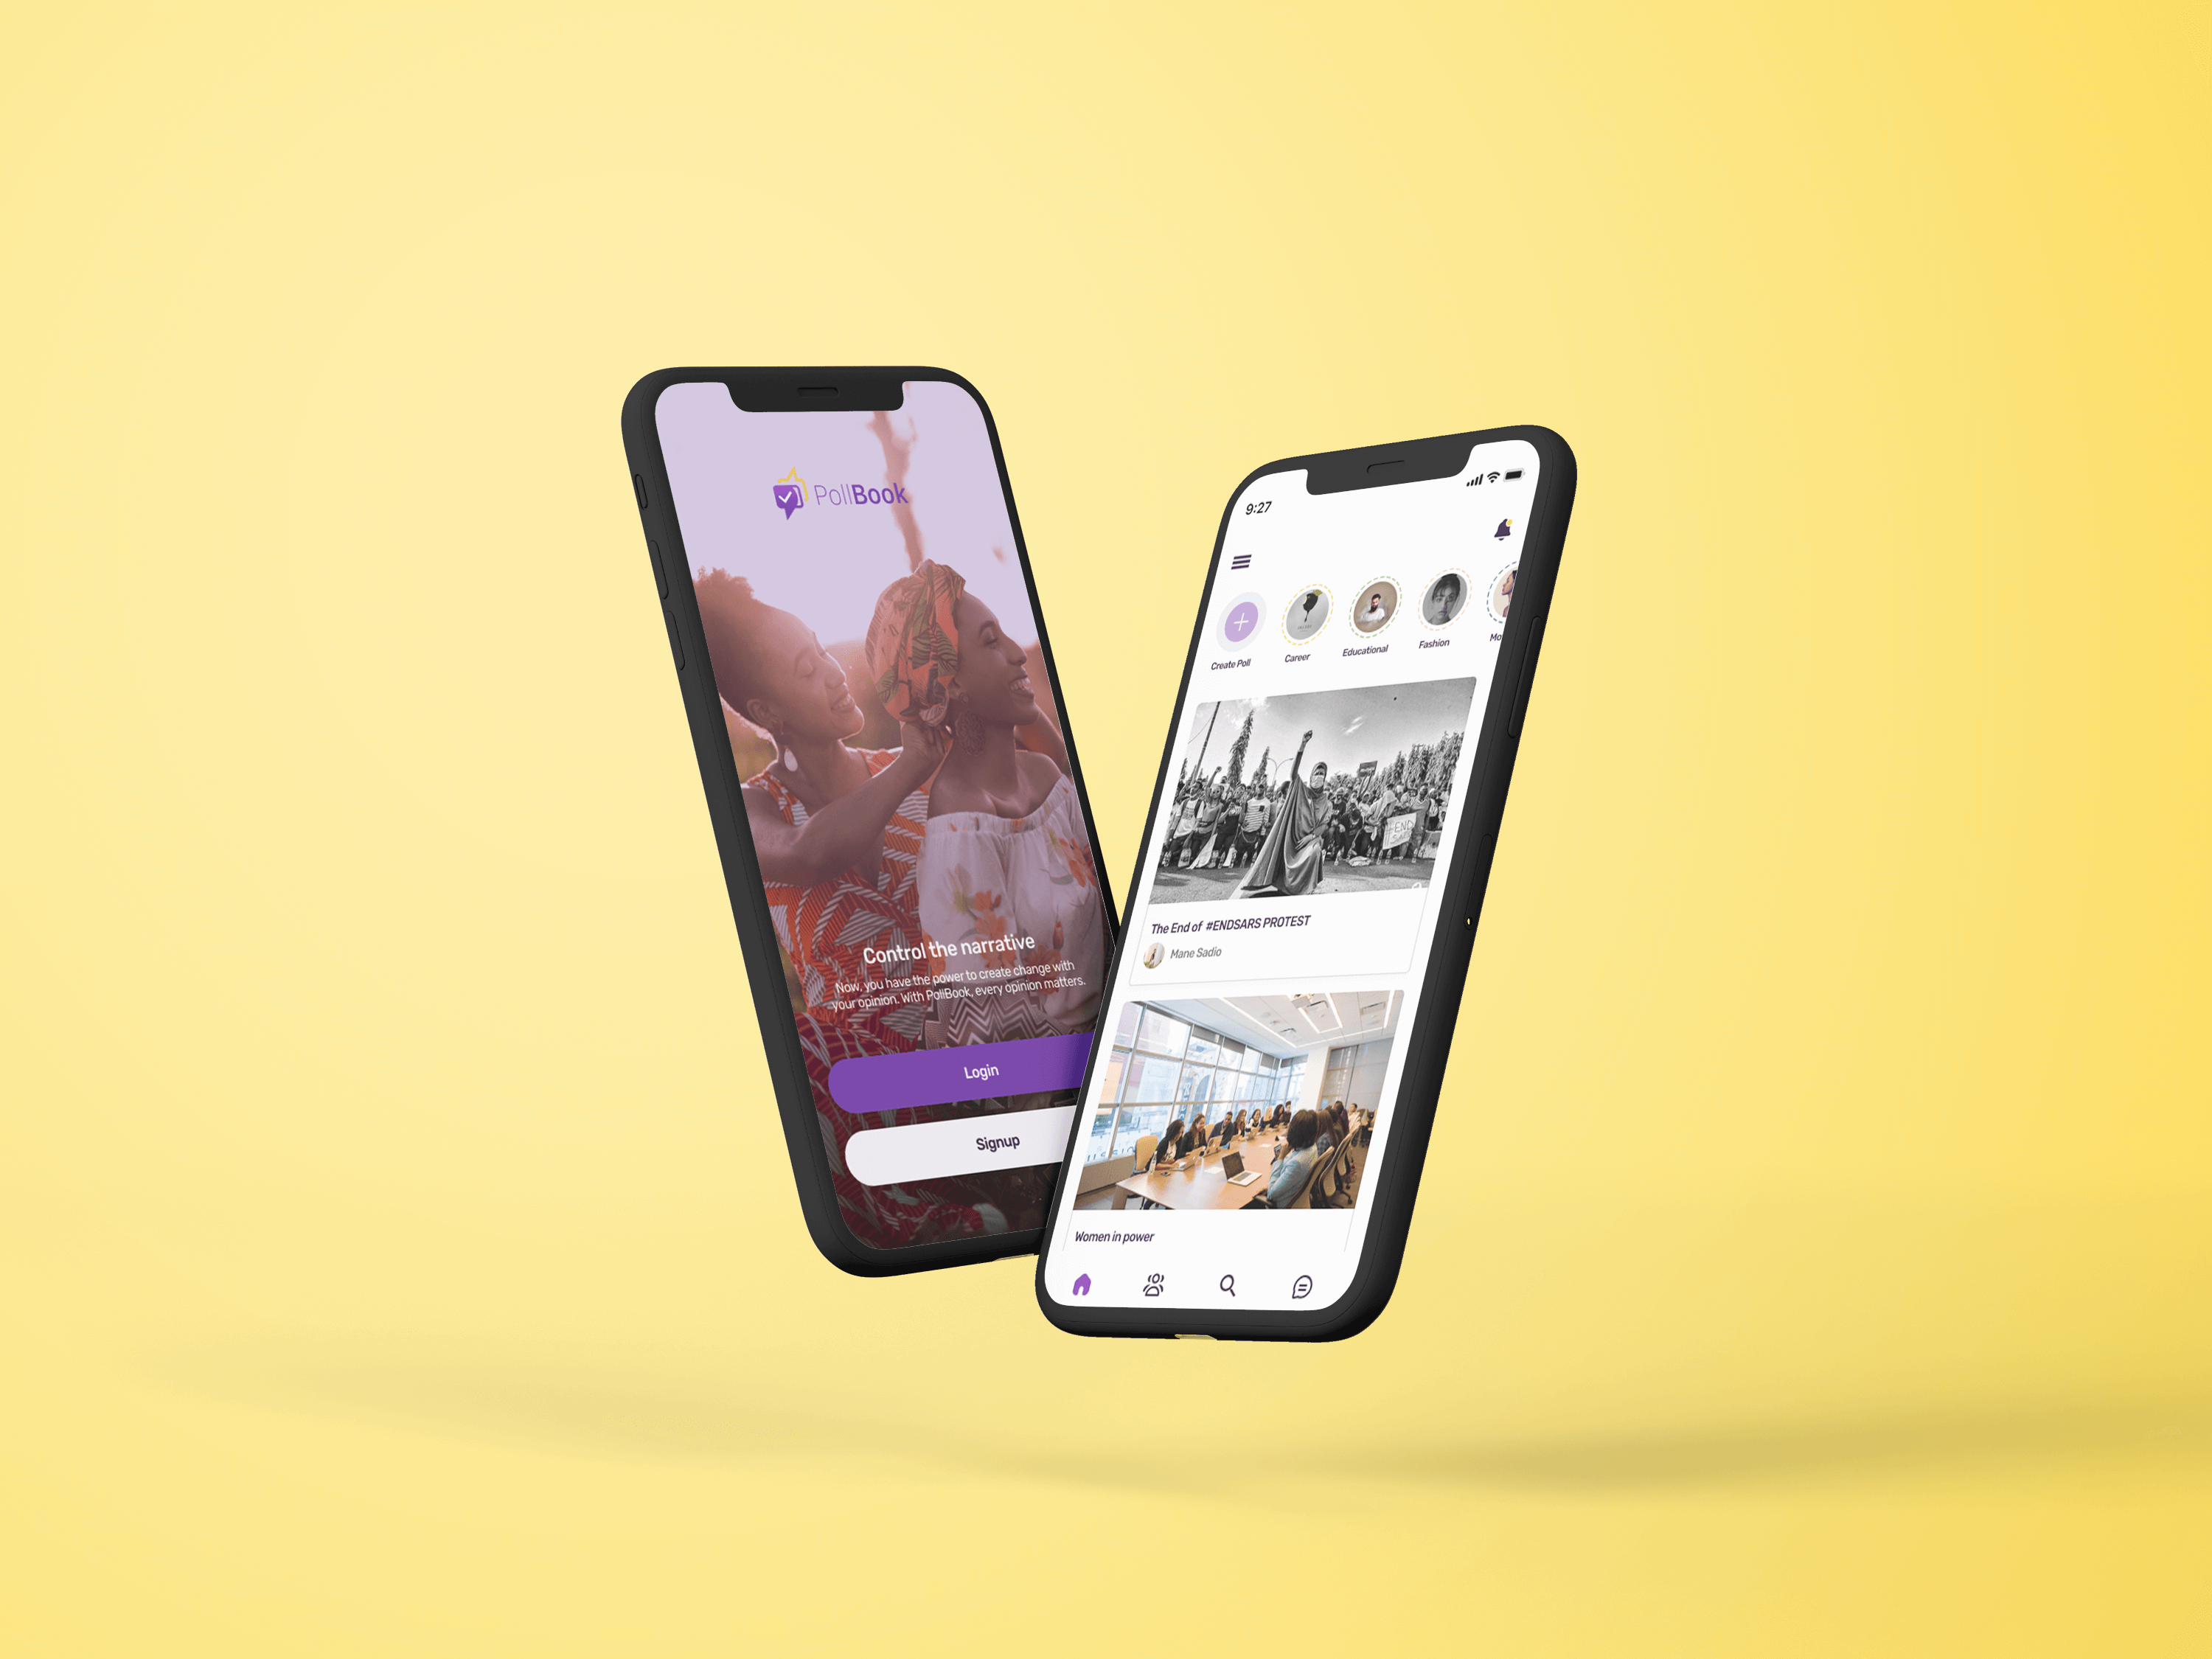 PollBook
Control the narrative
Now, you have the power to create change with
your opinion. With PollBook, every opinion matters.
Login
Signup
9:27
Create Poll
Career
Educational
Fashion
Mo
END
The End of #ENDSARS PROTEST
Mane Sadio
Women in power